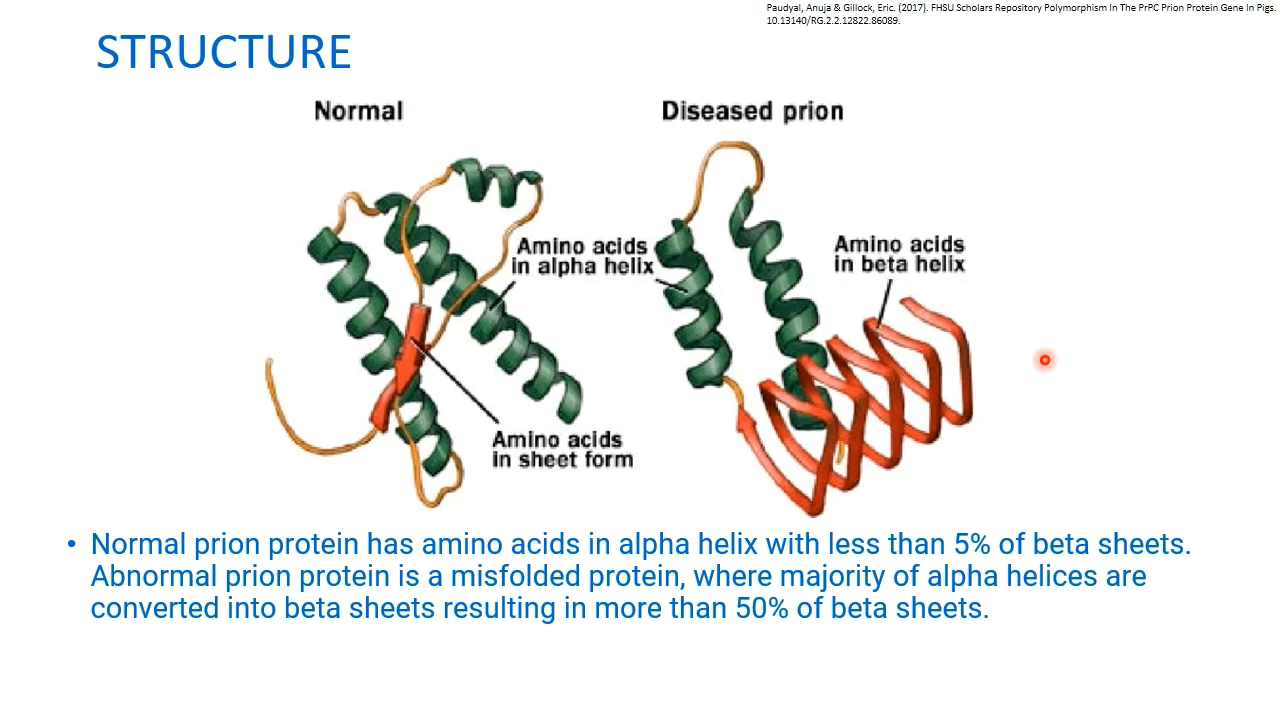 Paudyal, Anuja & Gillock, Eric. (2017). FHSU Scholars Repository Polymorphism In The PrPC Prion Protein Gene In Pigs.
10.13140/RG.2.2.12822.86089.
STRUCTURE
Normal
Diseased prion
Amino acids
in alpha helix
Amino acids
in beta helix
Amino acids
in sheet form
• Normal prion protein has amino acids in alpha helix with less than 5% of beta sheets.
Abnormal prion protein is a misfolded protein, where majority of alpha helices are
converted into beta sheets resulting in more than 50% of beta sheets.